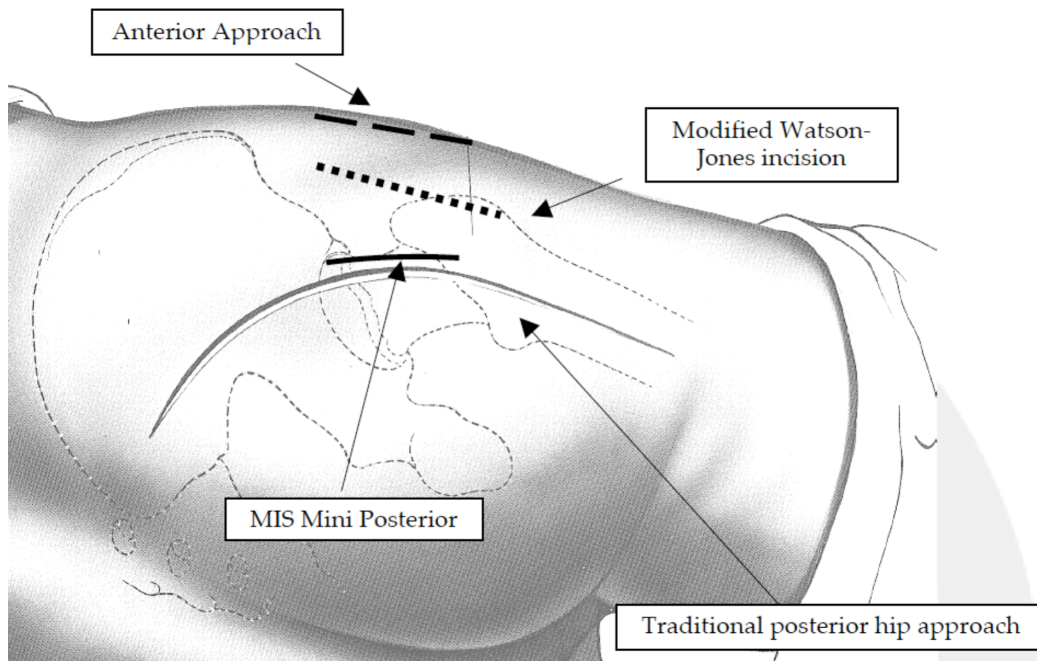 Anterior Approach
Modified Watson-
Jones incision
MIS Mini Posterior
Traditional posterior hip approach